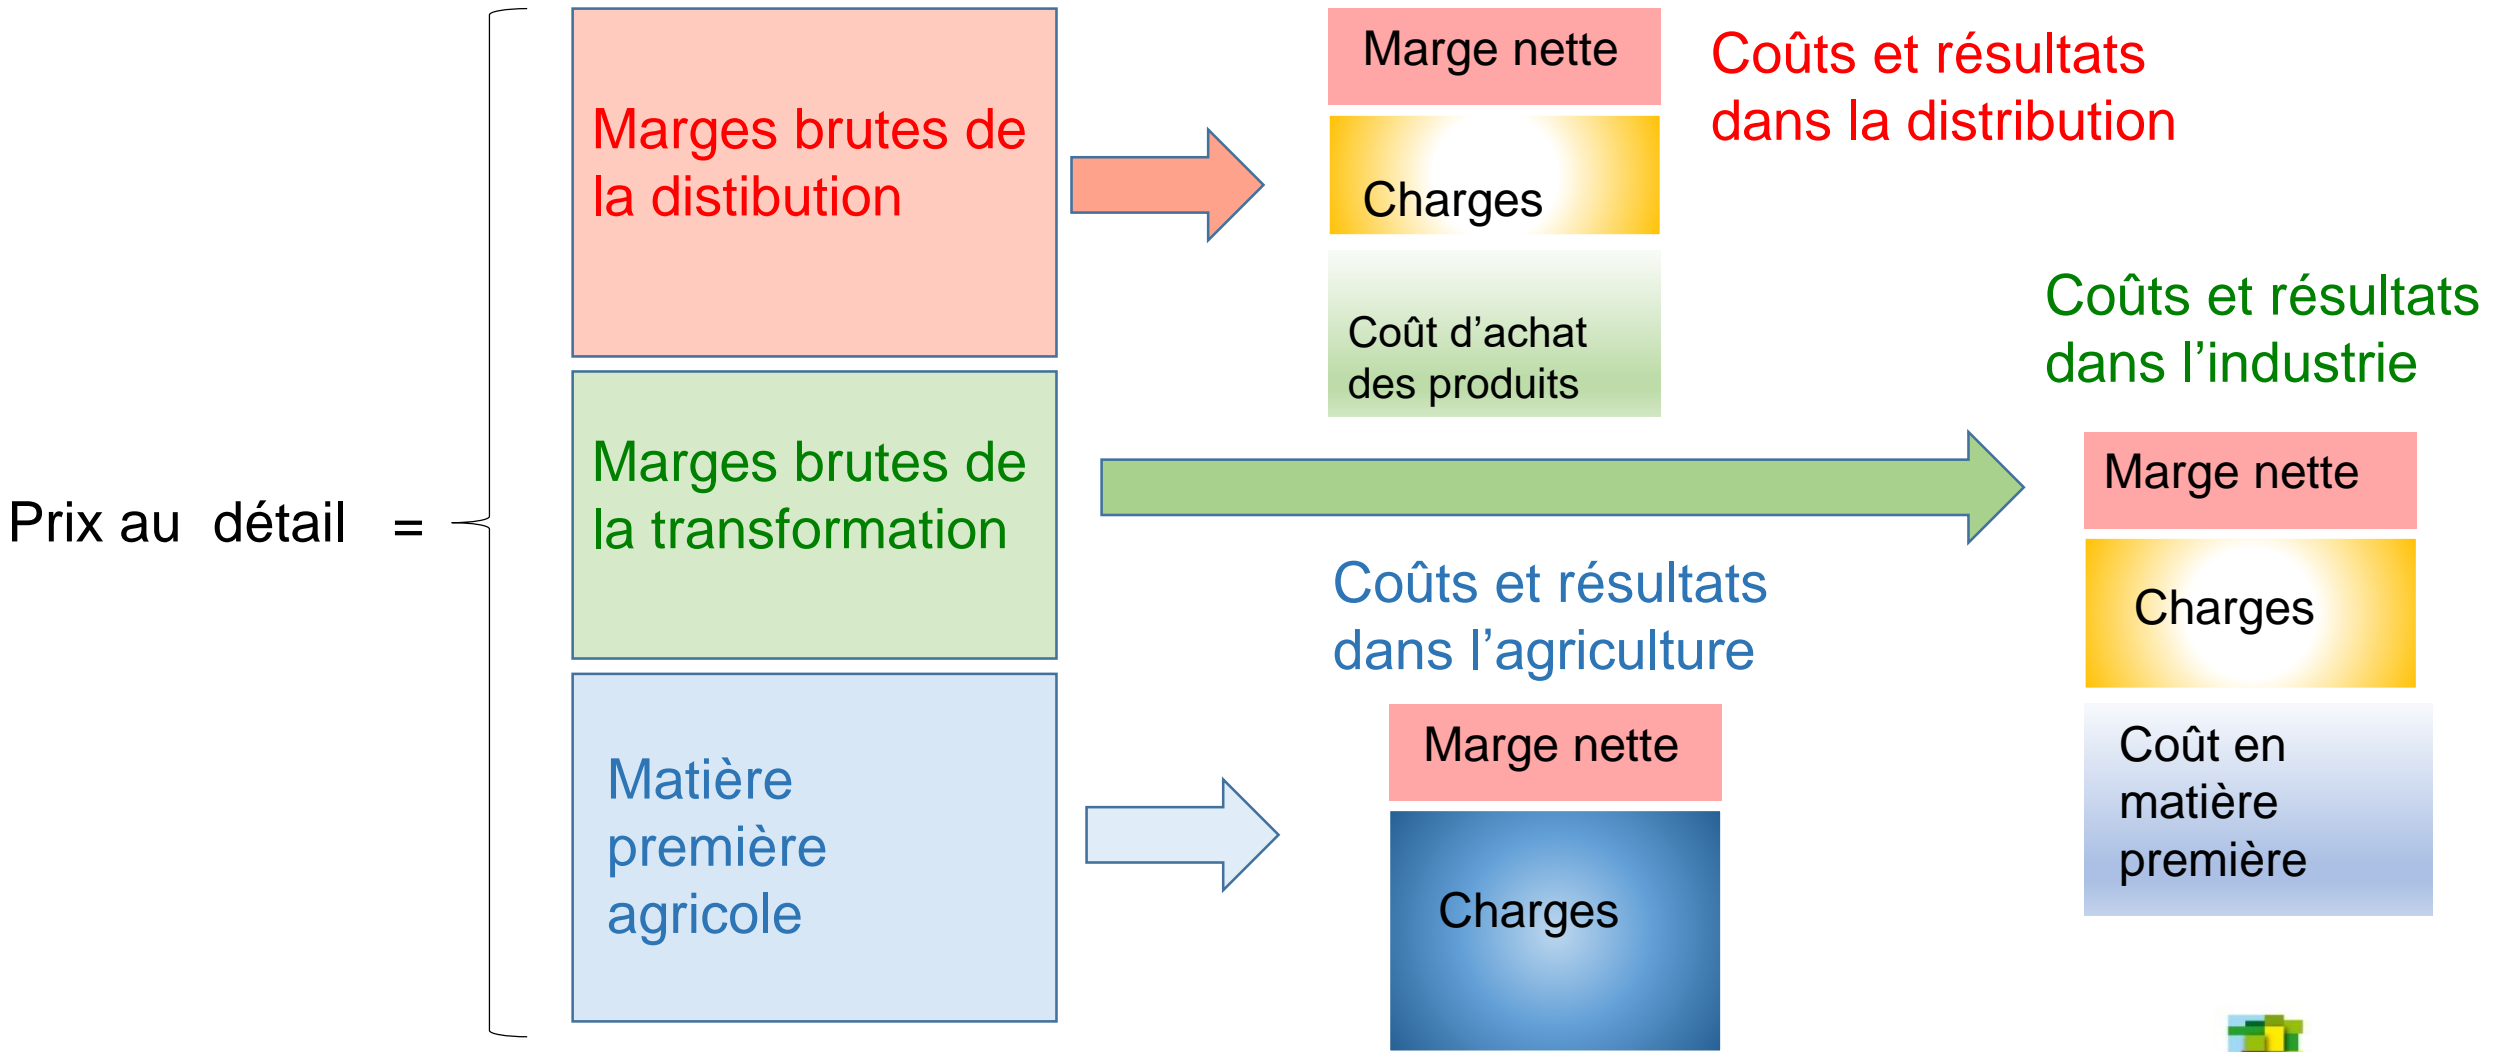 Prix au  détail   =
Marges brutes de
la distibution
Marges brutes de
la transformation
Matière
première
agricole
Marge nette
Charges
Coût d’achat
des produits
Coûts et résultats
dans la distribution
Coûts et résultats
dans l’industrie
Marge nette
Charges
Coût en
matière
première
Coûts et résultats
dans l’agriculture
Marge nette
Charges